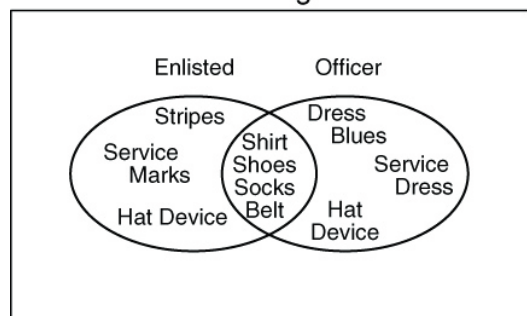 Enlisted
Officer
Stripes
Service
Marks
Hat Device
Shirt
Shoes
Socks
Belt
Dress
Blues
Service
Dress
Hat
Device